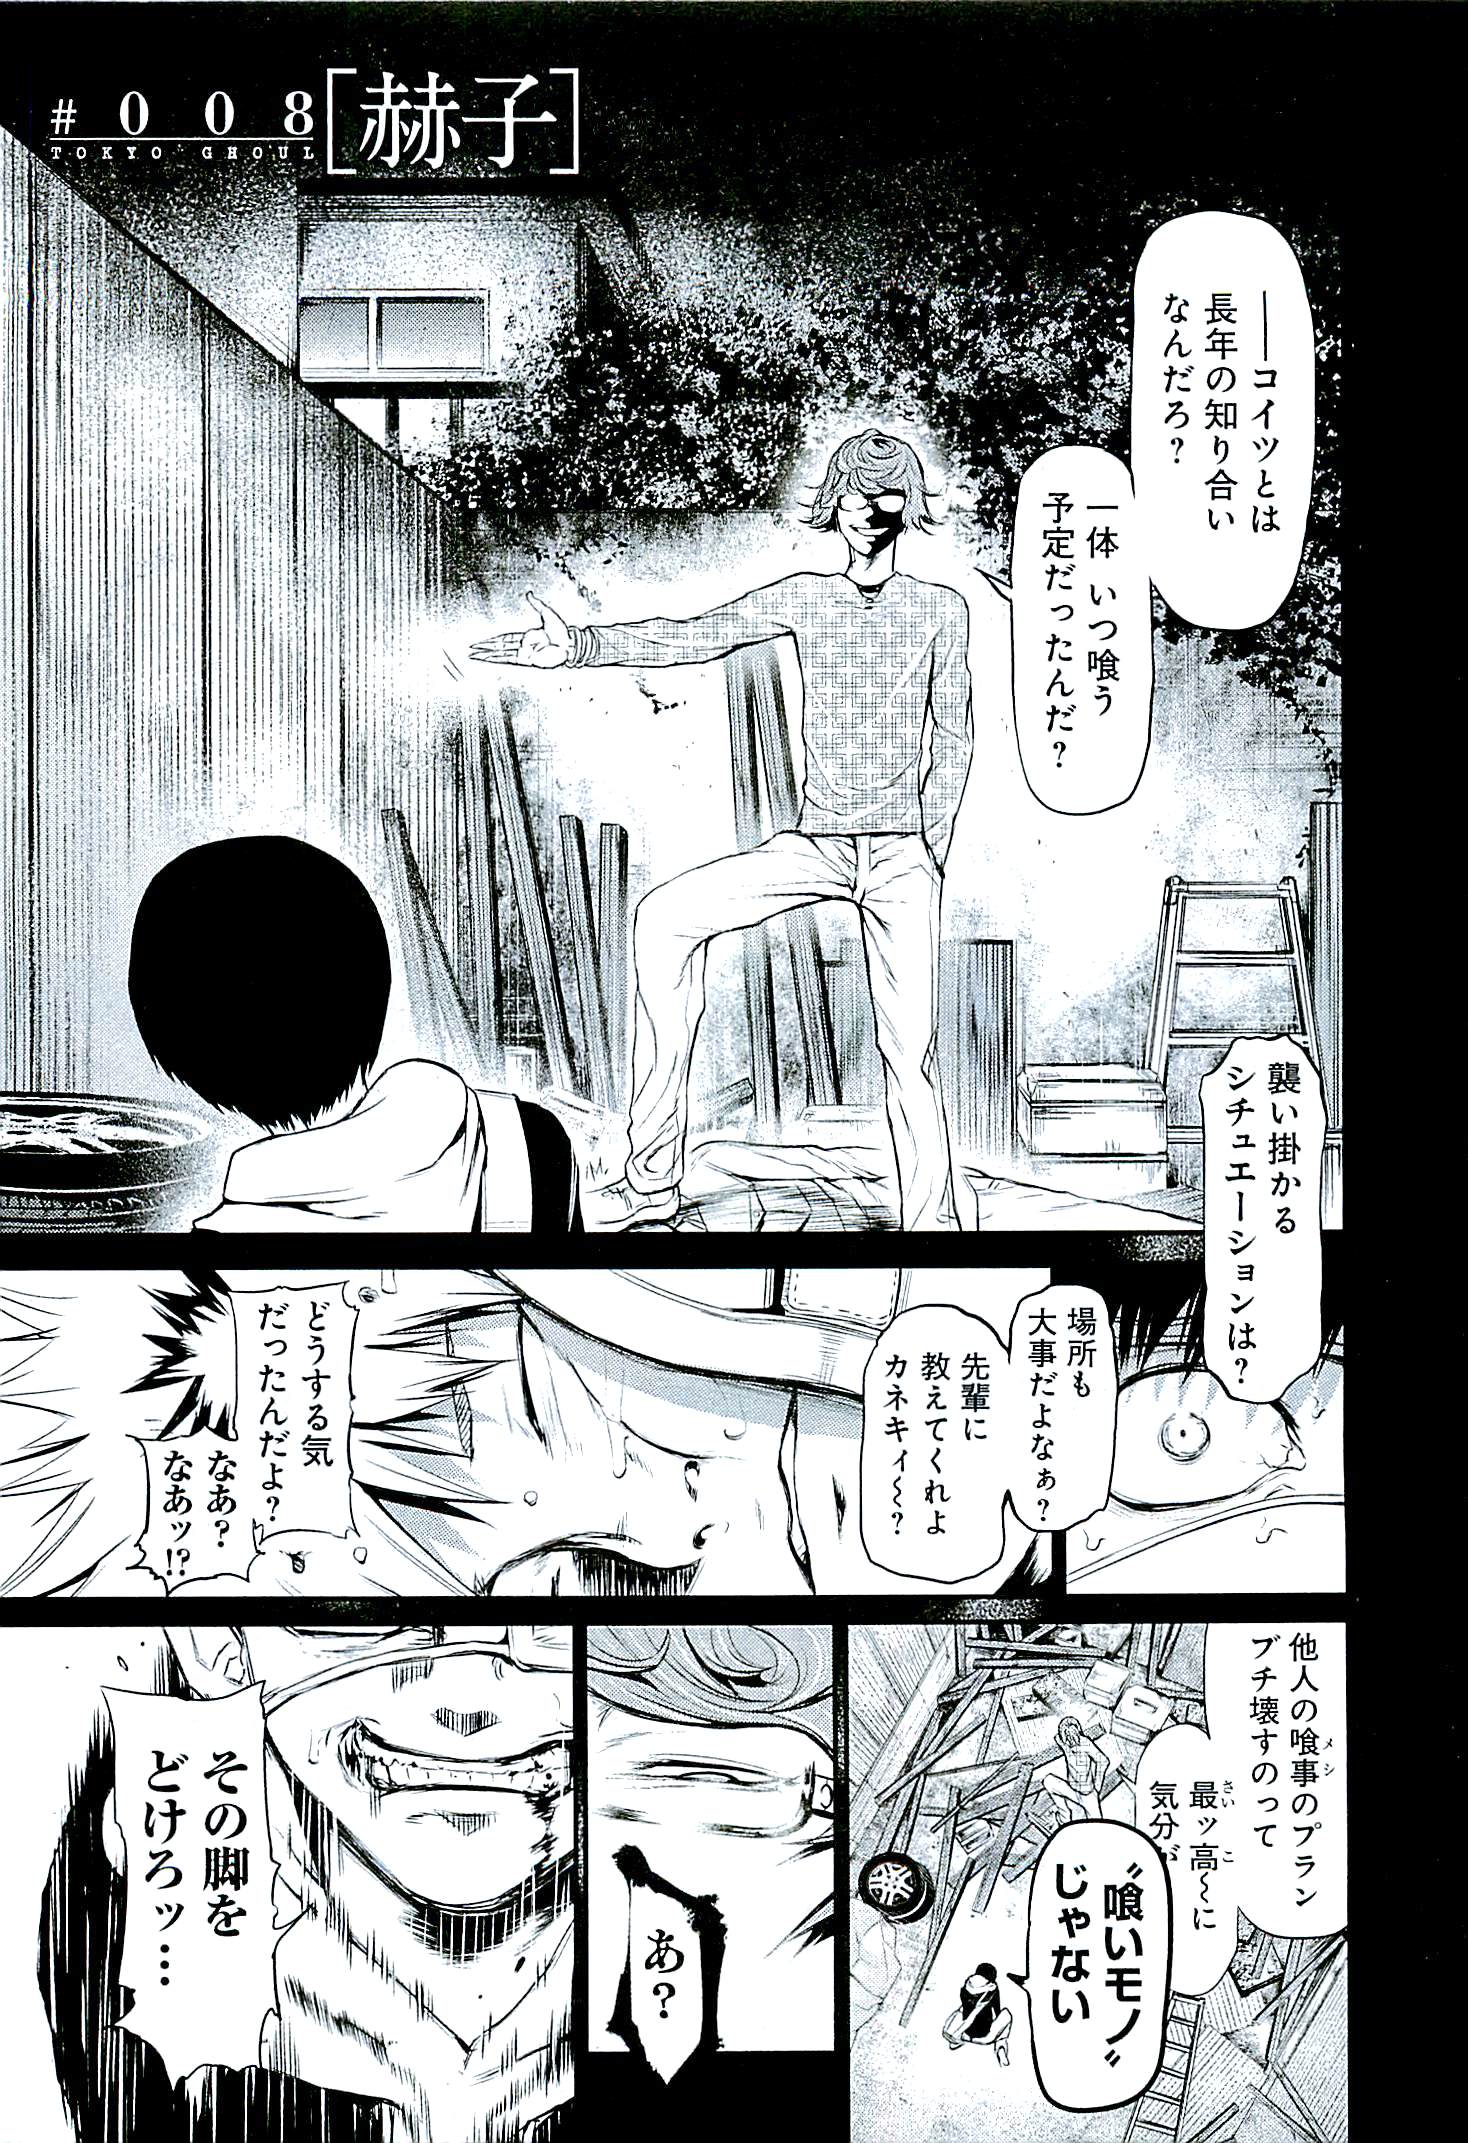 #008
TOKYO GHOUL
[赫子]
――コイツとは
長年の知り合い
なんだろ?
一体 いつ喰う
予定だったんだ?
襲い掛かる
シチュエーションは?
場所も
大事だよなぁ?
先輩に
教えてくれよ
カネキィ〜?
どうする気
だったんだよ?
なあ?
なあッ!?
他人の喰事のプラン
メシ
ブチ壊すのって
最ッ高〜に
さいこ
気分が
〝喰いモノ〟
じゃない
あ?
その脚を
どけろッ…